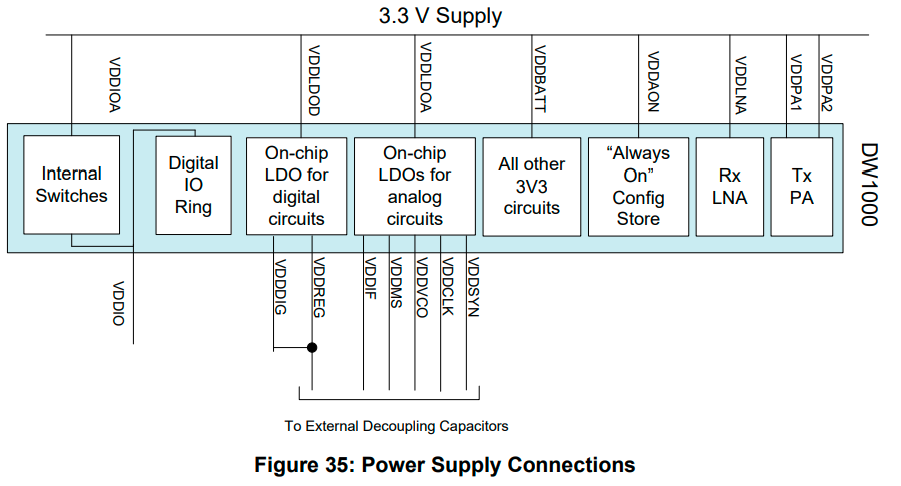 3.3 V Supply
VDDIOA
VDDLDOD
VDDLDOA
VDDBATT
VDDAON
VDDLNA
VDDPA1
VDDPA2
Internal
Switches
Digital
IO
Ring
On-chip
LDO for
digital
circuits
On-chip
LDOs for
analog
circuits
All other
3V3
circuits
“Always
On”
Config
Store
Rx
LNA
Tx
PA
DW1000
VDDIO
VDDDIG
VDDREG
VDDIF
VDDMS
VDDVCO
VDDCLK
VDDSYN
To External Decoupling Capacitors
Figure 35: Power Supply Connections